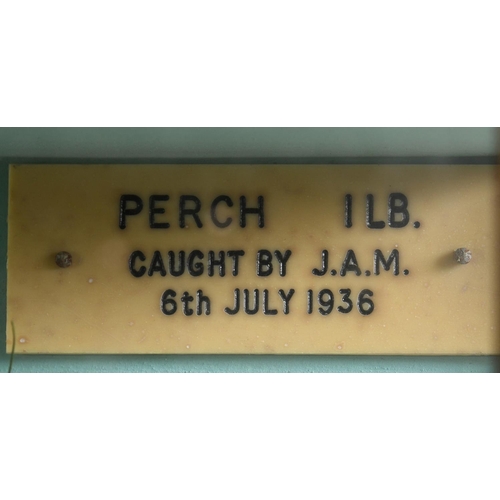 PERCH 1LB.
CAUGHT BY J.A.M.
6th JULY 1936